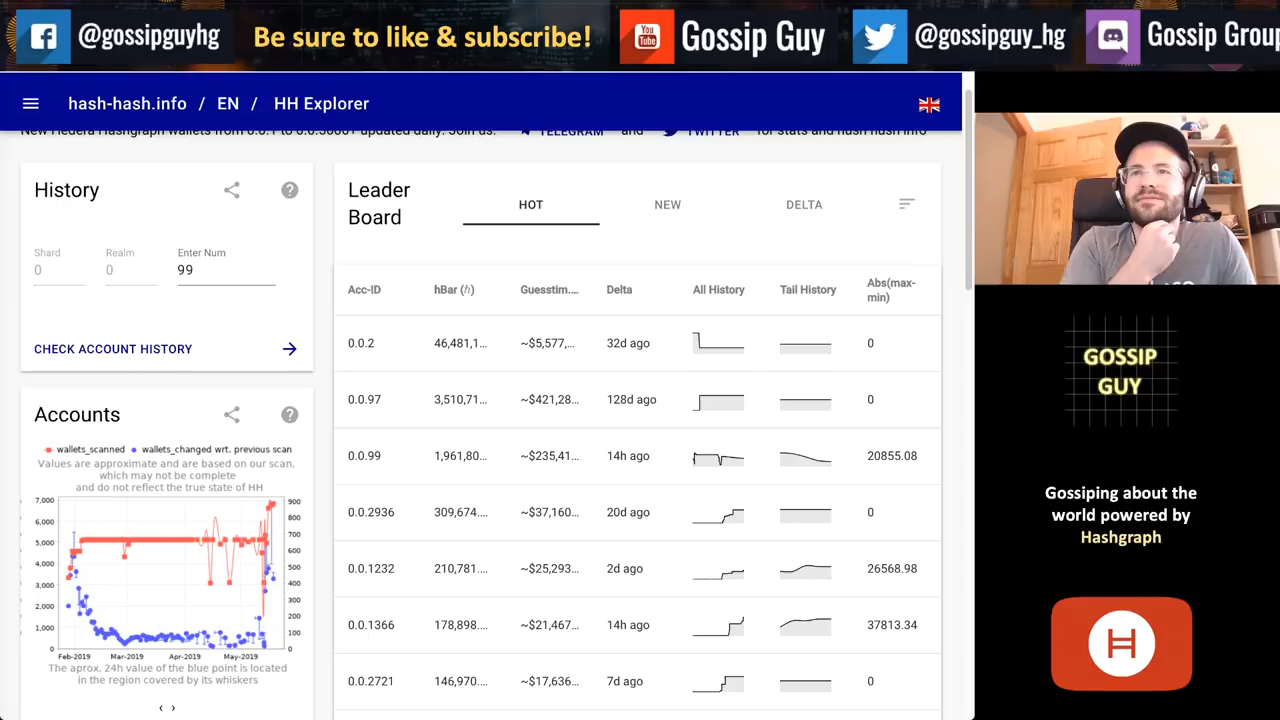 @gossipguyhg
Be sure to like & subscribe!
You
Tube
Gossip Guy
@gossipguy_hg
Gossip Group
hash-hash.info / EN / HH Explorer
TELEGRAM and TWITTER for stats and hush hush info
History
Shard
Realm
Enter Num
0
0
99
CHECK ACCOUNT HISTORY
Accounts
wallets_scanned wallets_changed wrt. previous scan
Values are approximate and are based on our scan,
which may not be complete
and do not reflect the true state of HH
7,000
6,000
5,000
4,000
3,000
2,000
1,000
0
900
800
700
600
500
400
300
200
100
0
Feb-2019 Mar-2019 Apr-2019 May-2019
The aprox. 24h value of the blue point is located
in the region covered by its whiskers
Leader
Board
HOT
NEW
DELTA
Acc-ID hBar (ℏ) Guesstim.... Delta All History Tail History Abs(max-
min)
0.0.2 46,481,1... ~$5,577,... 32d ago 0
0.0.97 3,510,71... ~$421,28... 128d ago 0
0.0.99 1,961,80... ~$235,41... 14h ago 20855.08
0.0.2936 309,674.... ~$37,160... 20d ago 0
0.0.1232 210,781.... ~$25,293... 2d ago 26568.98
0.0.1366 178,898.... ~$21,467... 14h ago 37813.34
0.0.2721 146,970.... ~$17,636... 7d ago 0
GOSSIP
GUY
Gossiping about the
world powered by
Hashgraph